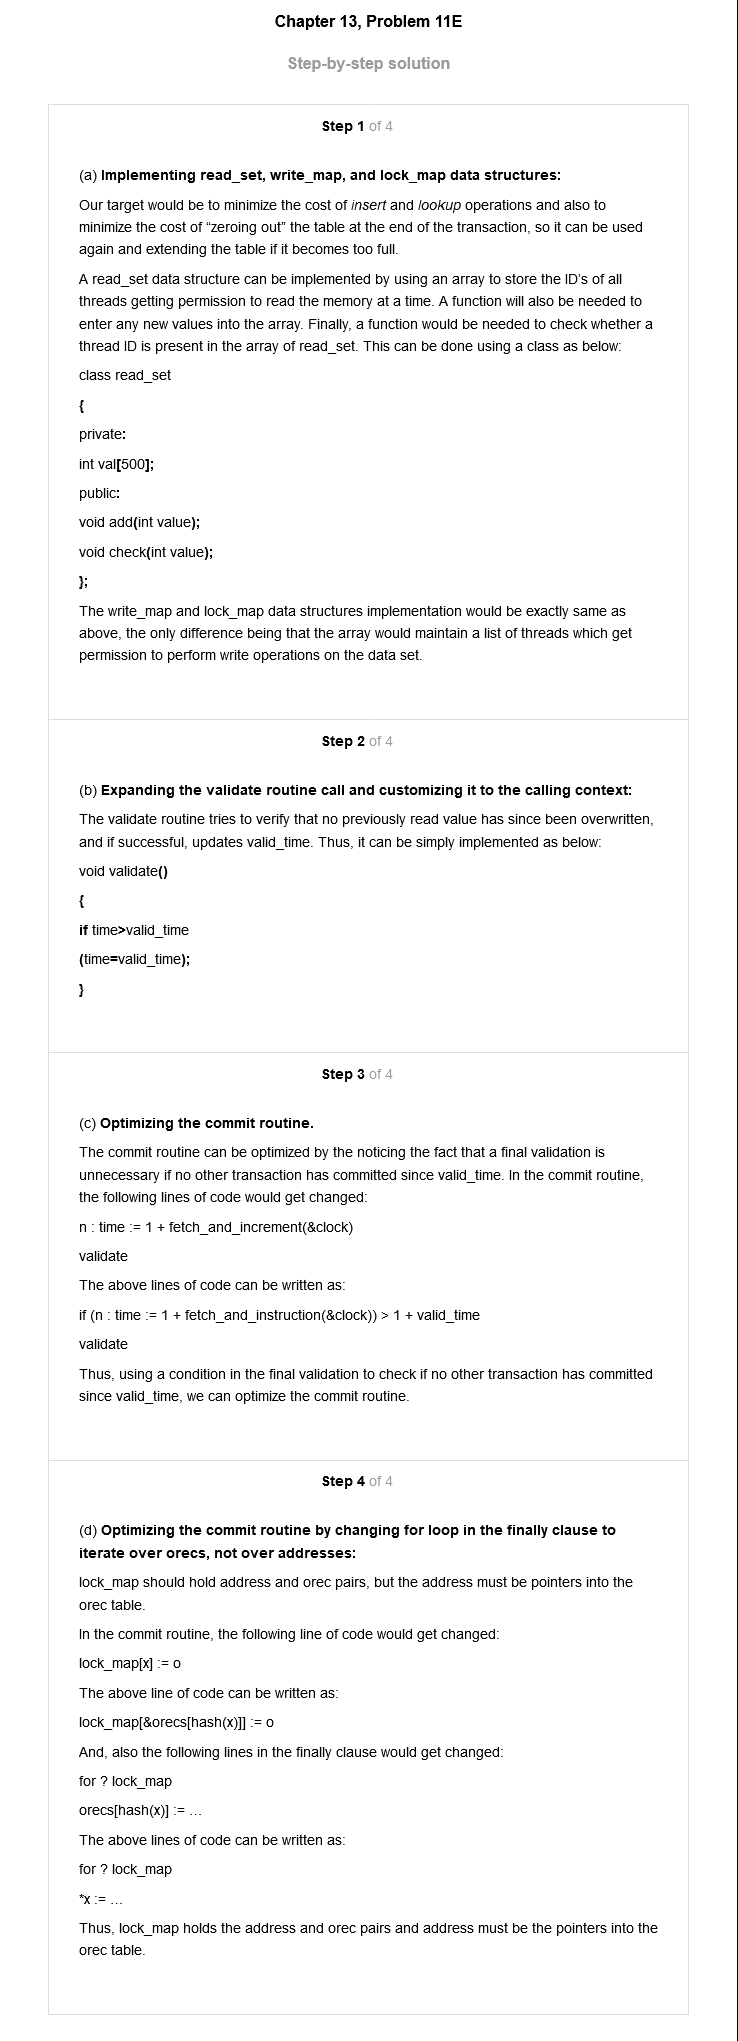 Chapter 13, Problem 11E
Step-by-step solution
Step 1 of 4
(a) Implementing read_set, write_map, and lock_map data structures:
Our target would be to minimize the cost of insert and lookup operations and also to
minimize the cost of “zeroing out” the table at the end of the transaction, so it can be used
again and extending the table if it becomes too full.
A read_set data structure can be implemented by using an array to store the ID’s of all
threads getting permission to read the memory at a time. A function will also be needed to
enter any new values into the array. Finally, a function would be needed to check whether a
thread ID is present in the array of read_set. This can be done using a class as below:
class read_set
{
private:
int val[500];
public:
void add(int value);
void check(int value);
};
The write_map and lock_map data structures implementation would be exactly same as
above, the only difference being that the array would maintain a list of threads which get
permission to perform write operations on the data set.
Step 2 of 4
(b) Expanding the validate routine call and customizing it to the calling context:
The validate routine tries to verify that no previously read value has since been overwritten,
and if successful, updates valid_time. Thus, it can be simply implemented as below:
void validate()
{
if time>valid_time
(time=valid_time);
}
Step 3 of 4
(c) Optimizing the commit routine.
The commit routine can be optimized by the noticing the fact that a final validation is
unnecessary if no other transaction has committed since valid_time. In the commit routine,
the following lines of code would get changed:
n : time := 1 + fetch_and_increment(&clock)
validate
The above lines of code can be written as:
if (n : time := 1 + fetch_and_instruction(&clock)) > 1 + valid_time
validate
Thus, using a condition in the final validation to check if no other transaction has committed
since valid_time, we can optimize the commit routine.
Step 4 of 4
(d) Optimizing the commit routine by changing for loop in the finally clause to
iterate over orecs, not over addresses:
lock_map should hold address and orec pairs, but the address must be pointers into the
orec table.
In the commit routine, the following line of code would get changed:
lock_map[x] := o
The above line of code can be written as:
lock_map[&orecs[hash(x)]] := o
And, also the following lines in the finally clause would get changed:
for ? lock_map
orecs[hash(x)] := …
The above lines of code can be written as:
for ? lock_map
*x := …
Thus, lock_map holds the address and orec pairs and address must be the pointers into the
orec table.